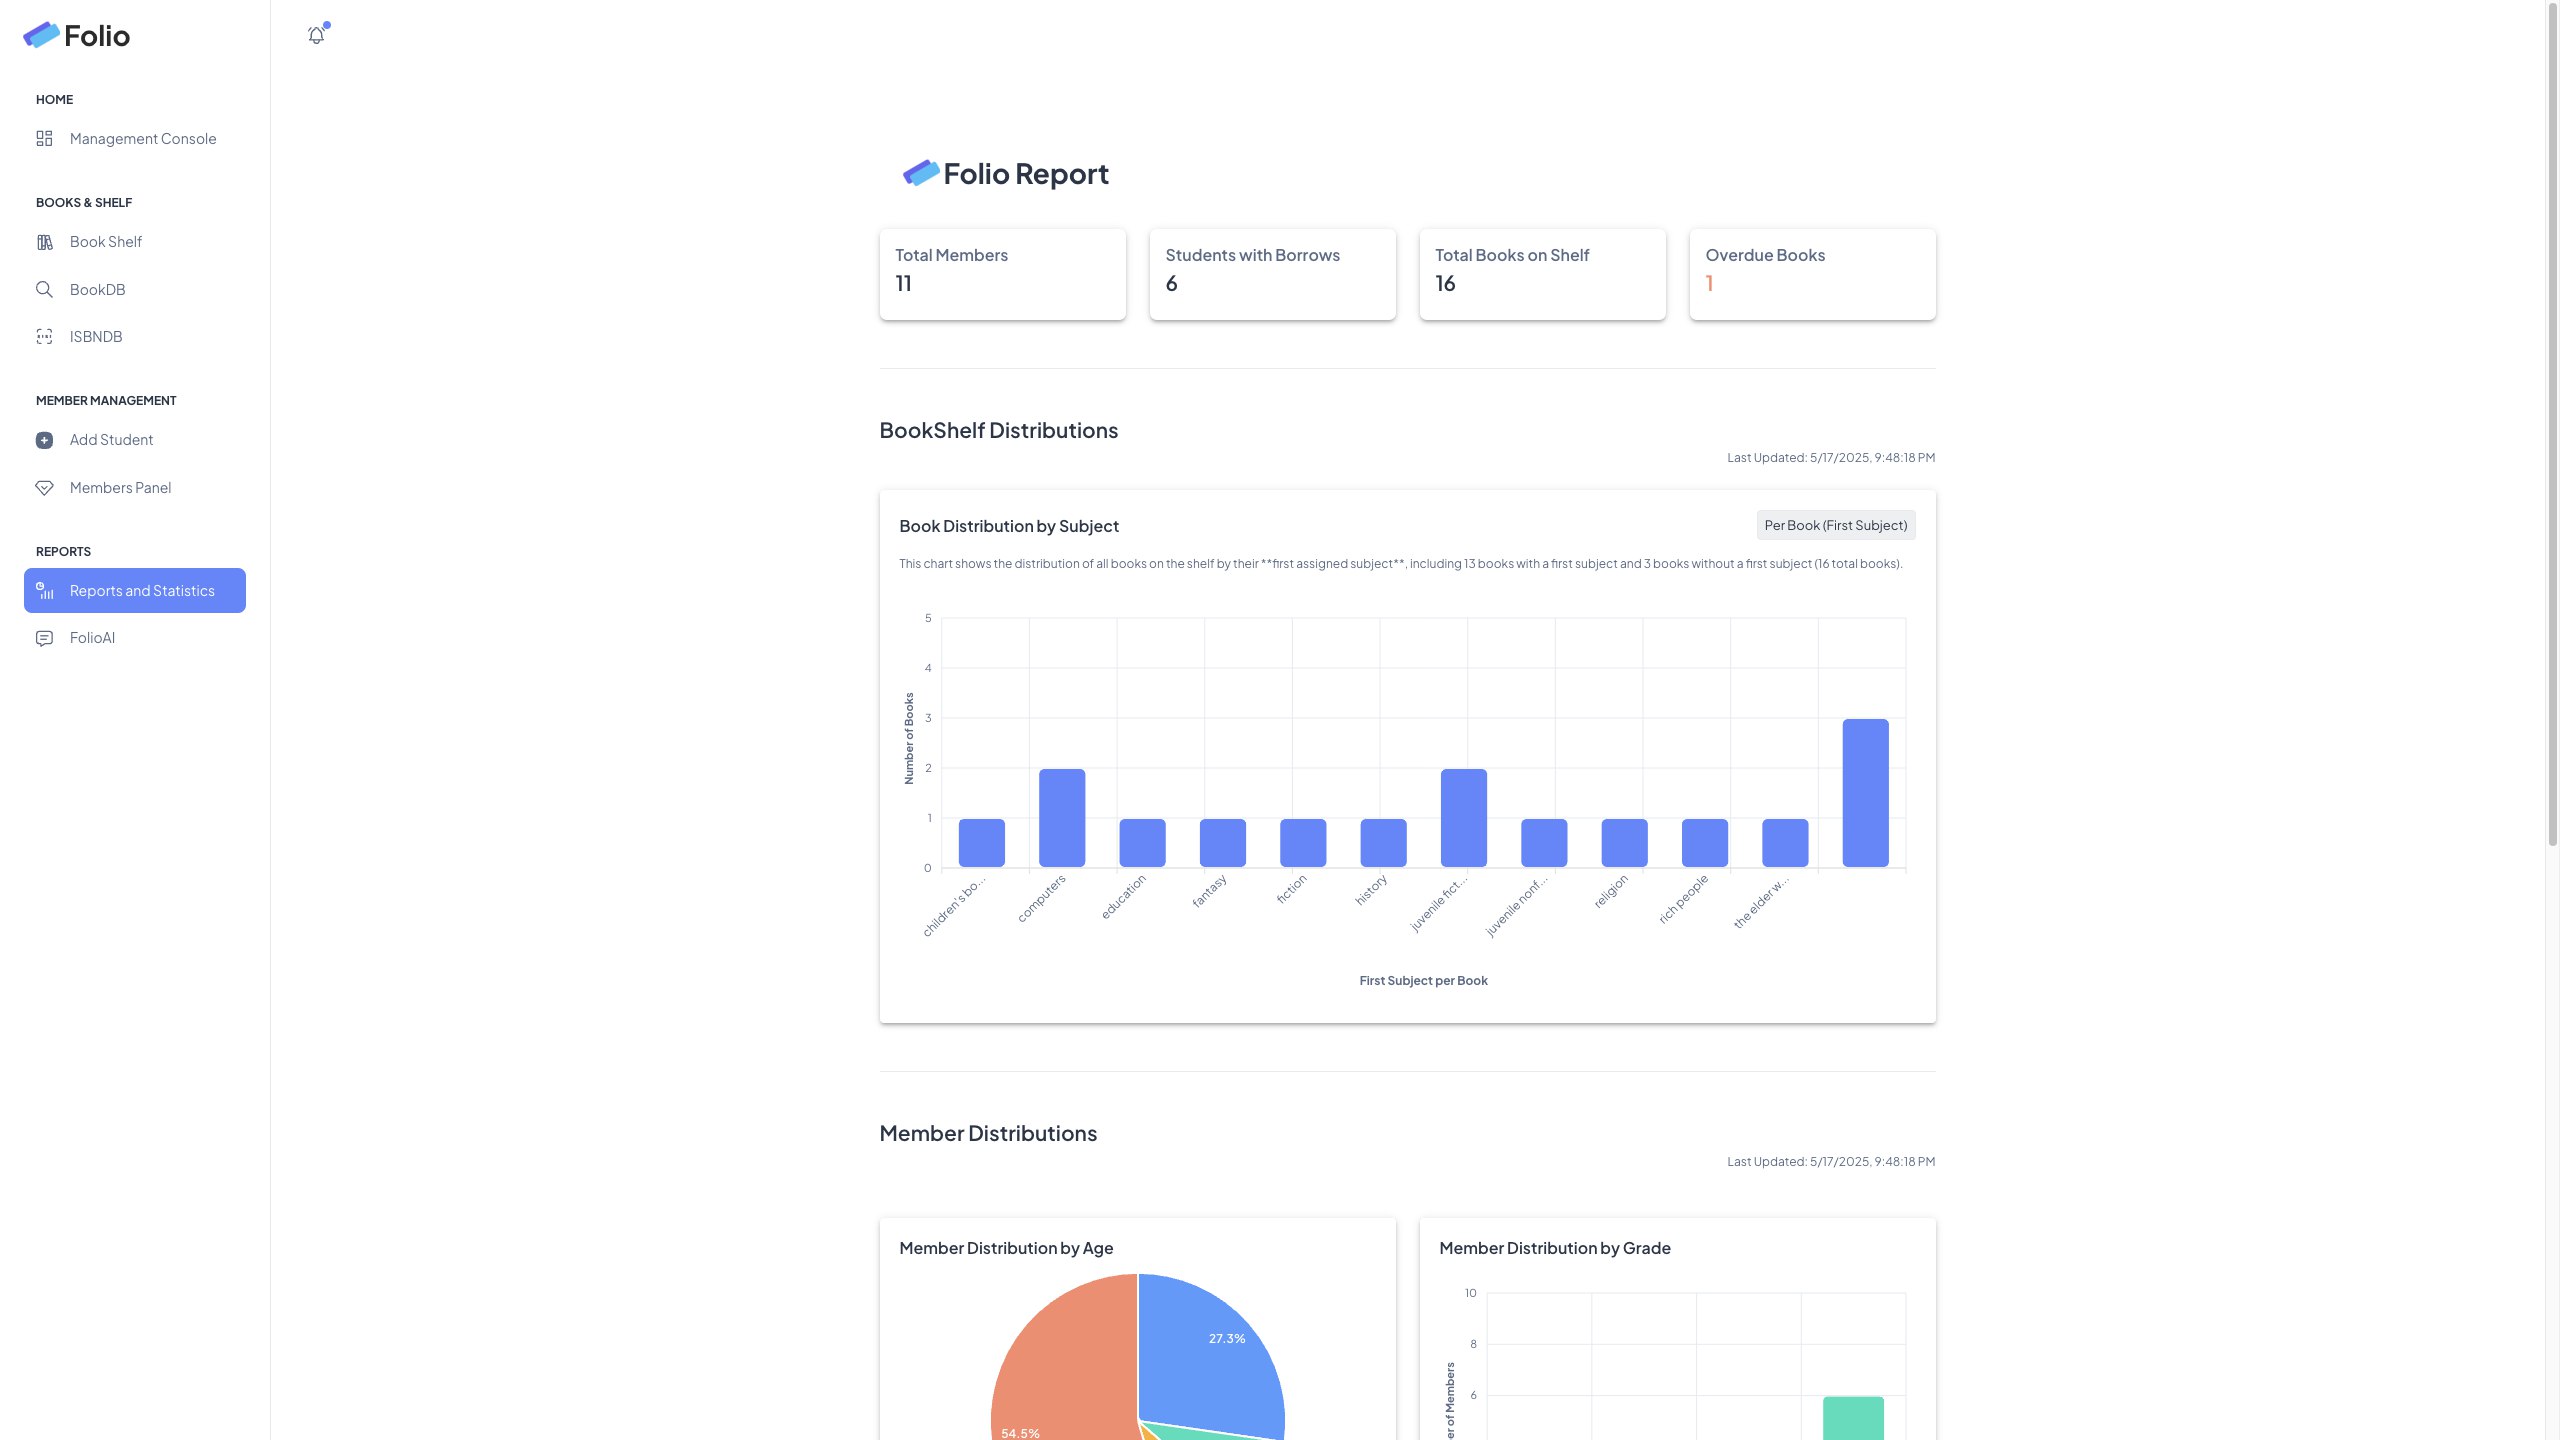 Folio
HOME
Management Console
BOOKS & SHELF
Book Shelf
BookDB
ISBNDB
MEMBER MANAGEMENT
Add Student
Members Panel
REPORTS
Reports and Statistics
FolioAI
Folio Report
Total Members
11
Students with Borrows
6
Total Books on Shelf
16
Overdue Books
1
BookShelf Distributions
Last Updated: 5/17/2025, 9:48:18 PM
Book Distribution by Subject
Per Book (First Subject)
This chart shows the distribution of all books on the shelf by their **first assigned subject**, including 13 books with a first subject and 3 books without a first subject (16 total books).
Number of Books
5
4
3
2
1
0
children's bo...
computers
education
fantasy
fiction
history
juvenile fict...
juvenile nonf...
religion
rich people
the elder w...
First Subject per Book
Member Distributions
Last Updated: 5/17/2025, 9:48:18 PM
Member Distribution by Age
27.3%
54.5%
Member Distribution by Grade
10
8
6
er of Members